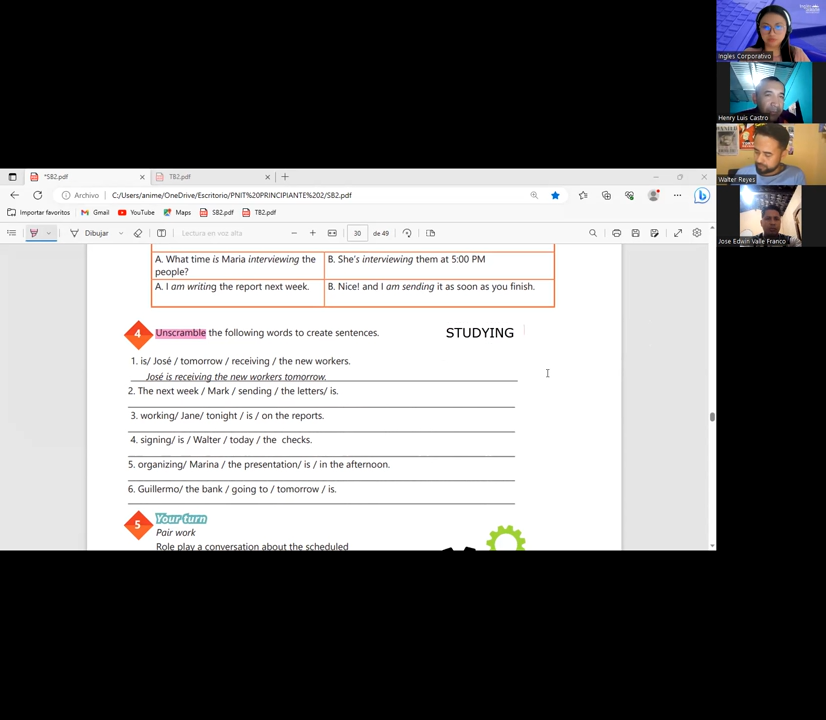 Ingles Corporativo
Henry Luis Castro
Walter Reyes
Jose Edwin Valle Franco
*SB2.pdf
TB2.pdf
Archivo C:/Users/anime/OneDrive/Escritorio/PNIT%20PRINCIPIANTE%202/SB2.pdf
Importar favoritos Gmail YouTube Maps SB2.pdf TB2.pdf
Dibujar Lectura en voz alta 30 de 49
A. What time is Maria interviewing the people?
B. She's interviewing them at 5:00 PM
A. I am writing the report next week.
B. Nice! and I am sending it as soon as you finish.
4 Unscramble the following words to create sentences. STUDYING
1. is/ José / tomorrow / receiving / the new workers.
José is receiving the new workers tomorrow.
2. The next week / Mark / sending / the letters/ is.
3. working/ Jane/ tonight / is / on the reports.
4. signing/ is / Walter / today / the checks.
5. organizing/ Marina / the presentation/ is / in the afternoon.
6. Guillermo/ the bank / going to / tomorrow / is.
5 Your turn
Pair work
Role play a conversation about the scheduled